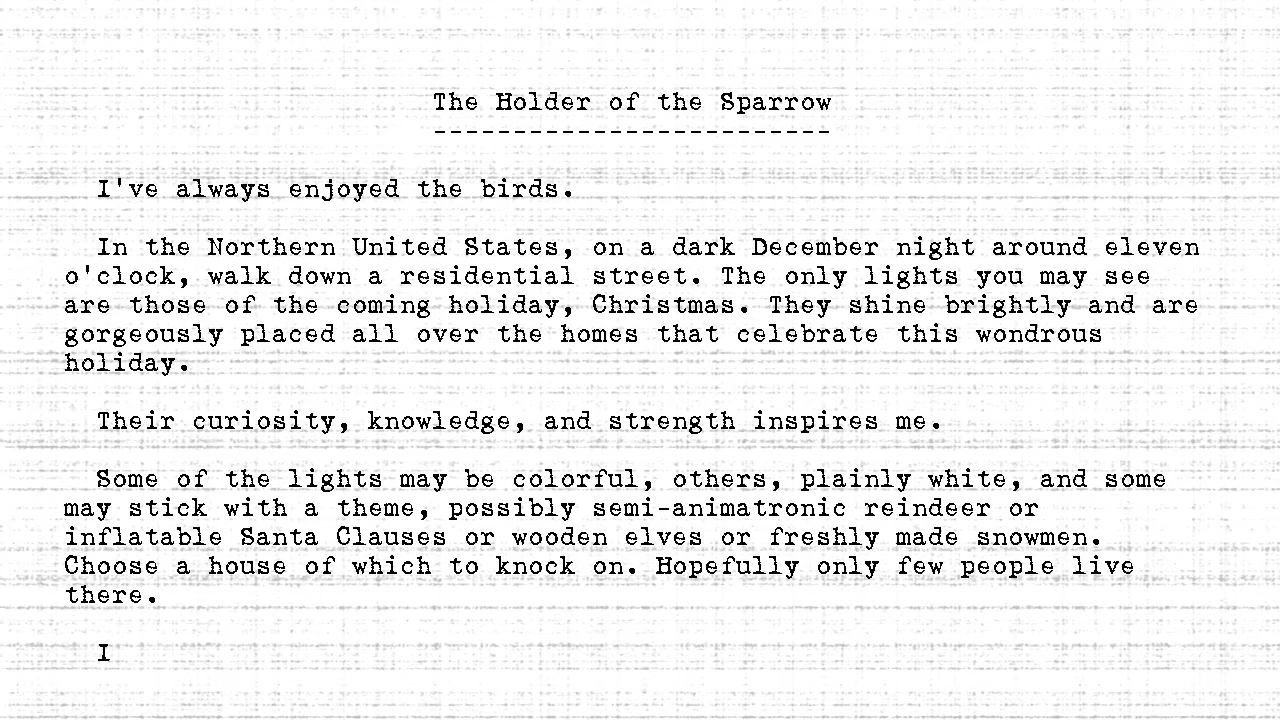 The Holder of the Sparrow
-------------------------
I've always enjoyed the birds.
In the Northern United States, on a dark December night around eleven
o'clock, walk down a residential street. The only lights you may see
are those of the coming holiday, Christmas. They shine brightly and are
gorgeously placed all over the homes that celebrate this wondrous
holiday.
Their curiosity, knowledge, and strength inspires me.
Some of the lights may be colorful, others, plainly white, and some
may stick with a theme, possibly semi-animatronic reindeer or
inflatable Santa Clauses or wooden elves or freshly made snowmen.
Choose a house of which to knock on. Hopefully only few people live
there.
I